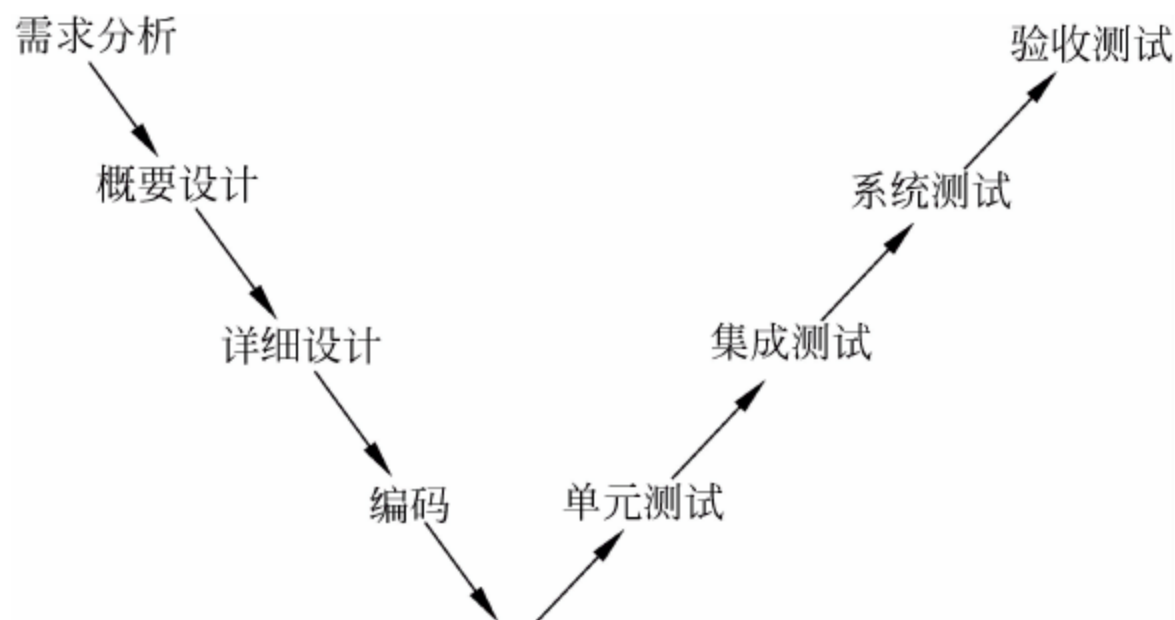 需求分析
验收测试
概要设计
系统测试
详细设计
集成测试
编码
单元测试